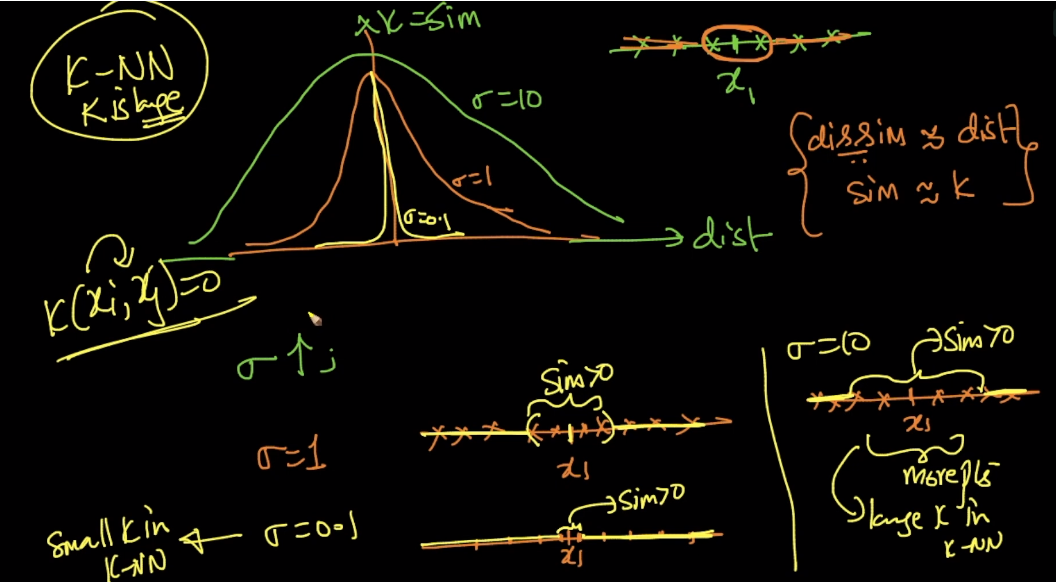 K-NN
K is large
K=Sim
σ=10
σ=1
σ=0.1
dist
x₁
dissim ≈ dist
sim ≈ K
K(xi,xj)=0
σ↑;
σ=1
Sim>0
x₁
small K in
K-NN
σ=0.1
Sim>0
x₁
σ=10
Sim>0
x₁
more pts
large K in
K-NN